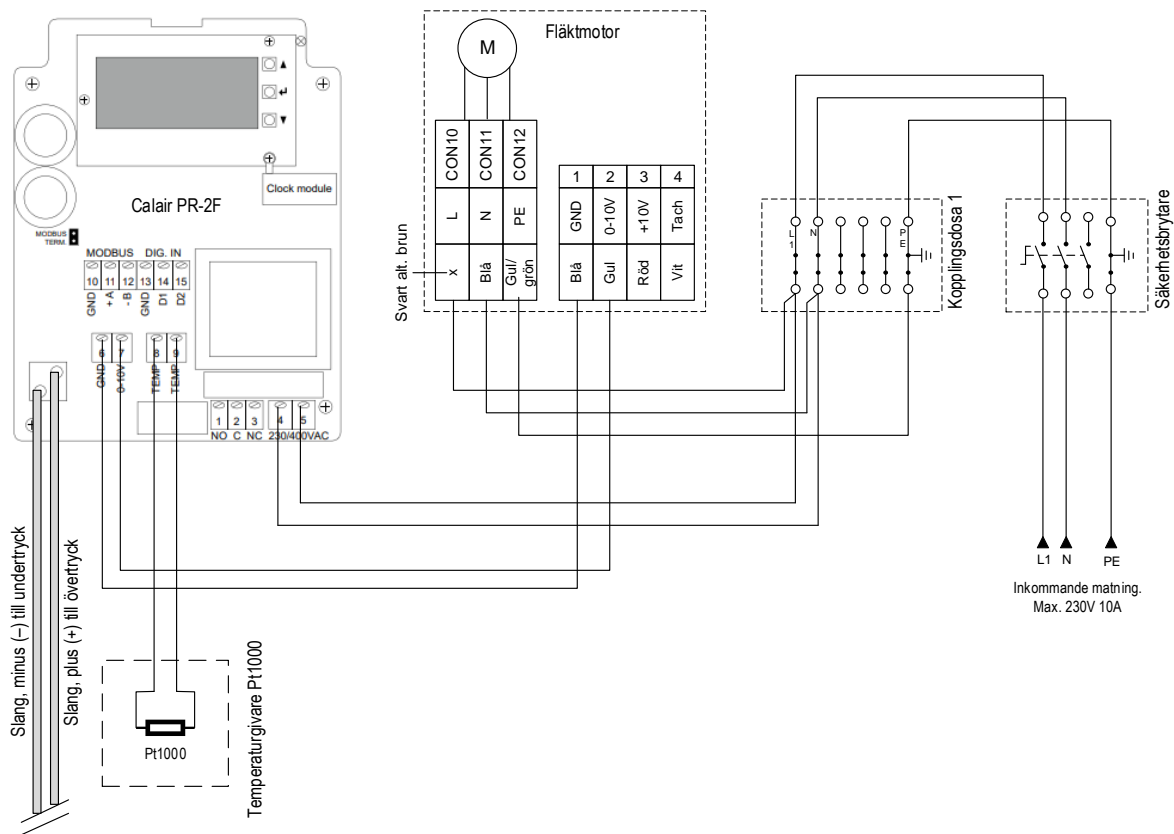 Clock module
Calair PR-2F
MODBUS
TERM.
MODBUS DIG. IN
10 11 12 13 14 15
GND + A - B GND D1 D2
6 7 8 9
GND 0-10V TEMP TEMP
1 2 3 4 5
NO C NC 230/400VAC
Slang, minus (–) till undertryck
Slang, plus (+) till övertryck
Pt1000
Temperaturgivare Pt1000
Fläktmotor
M
CON10 CON11 CON12
L N PE
x Blå Gul/
grön
Svart alt. brun
1 2 3 4
GND 0-10V +10V Tach
Blå Gul Röd Vit
L1 N PE
Kopplingsdosa 1
Säkerhetsbrytare
L1 N PE
Inkommande matning.
Max. 230V 10A